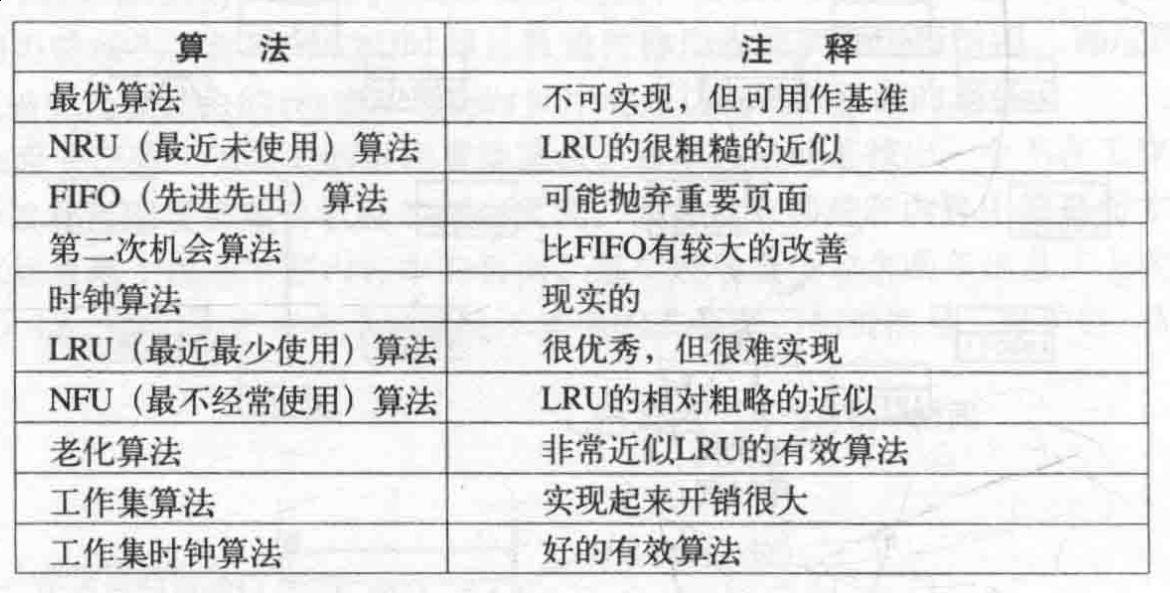 算 法 注 释
最优算法 不可实现，但可用作基准
NRU（最近未使用）算法 LRU的很粗糙的近似
FIFO（先进先出）算法 可能抛弃重要页面
第二次机会算法 比FIFO有较大的改善
时钟算法 现实的
LRU（最近最少使用）算法 很优秀，但很难实现
NFU（最不经常使用）算法 LRU的相对粗略的近似
老化算法 非常近似LRU的有效算法
工作集算法 实现起来开销很大
工作集时钟算法 好的有效算法